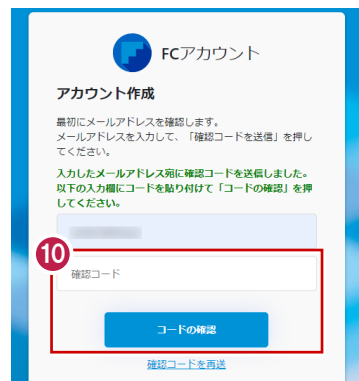 FCアカウント
アカウント作成
最初にメールアドレスを確認します。
メールアドレスを入力して、「確認コードを送信」を押し
てください。
入力したメールアドレス宛に確認コードを送信しました。
以下の入力欄にコードを貼り付けて「コードの確認」を押
してください。
10
確認コード
コードの確認
確認コードを再送